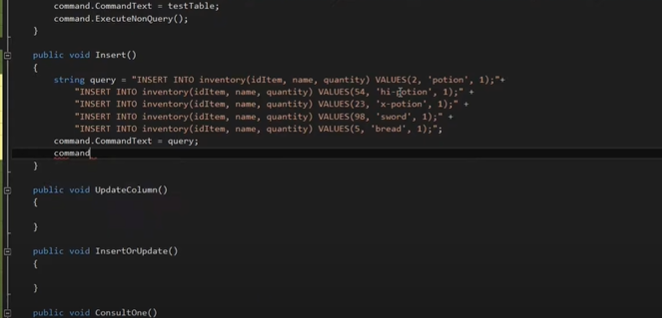 command.CommandText = testTable;
command.ExecuteNonQuery();
}
public void Insert()
{
string query = "INSERT INTO inventory(idItem, name, quantity) VALUES(2, 'potion', 1);"+
"INSERT INTO inventory(idItem, name, quantity) VALUES(54, 'hi-potion', 1);" +
"INSERT INTO inventory(idItem, name, quantity) VALUES(23, 'x-potion', 1);" +
"INSERT INTO inventory(idItem, name, quantity) VALUES(98, 'sword', 1);" +
"INSERT INTO inventory(idItem, name, quantity) VALUES(5, 'bread', 1);";
command.CommandText = query;
command
}
public void UpdateColumn()
{
}
public void InsertOrUpdate()
{
}
public void ConsultOne()